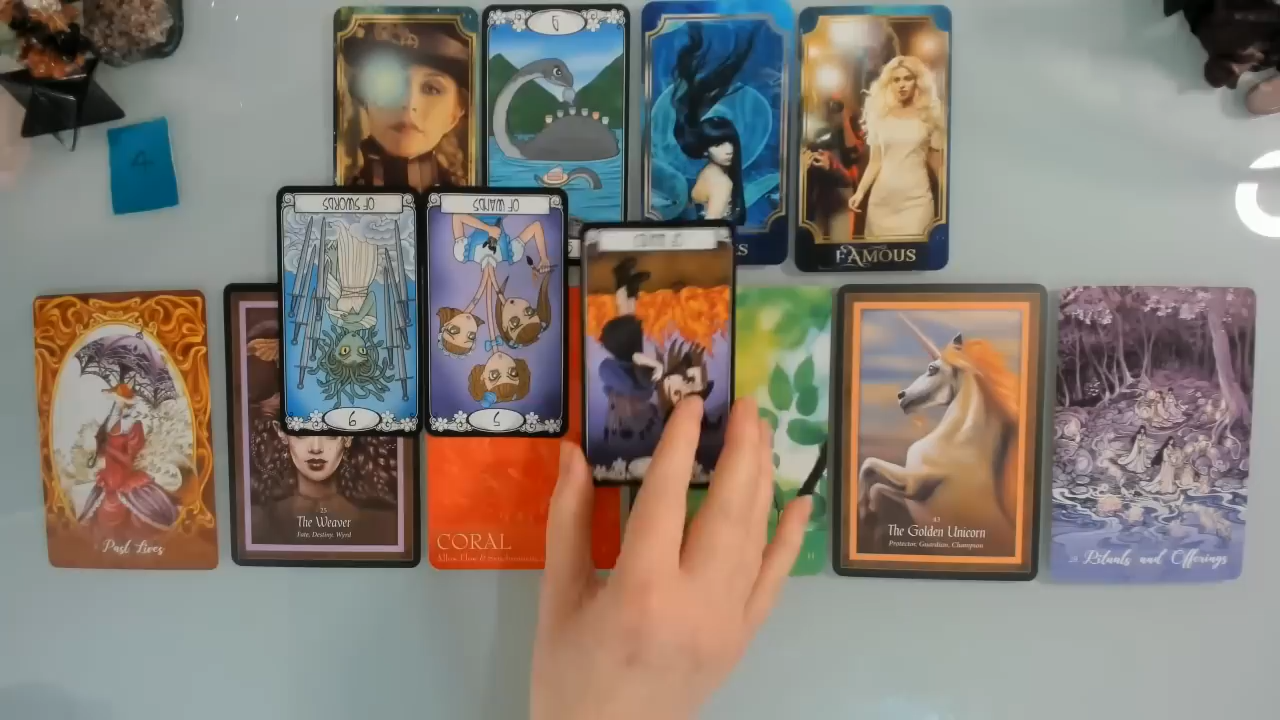 4
FAMOUS
OF SWORDS
OF WANDS
5
Past Lives
25
The Weaver
Fate, Destiny, Wyrd
CORAL
The Golden Unicorn
Protector, Guardian, Champion
Rituals and Offerings